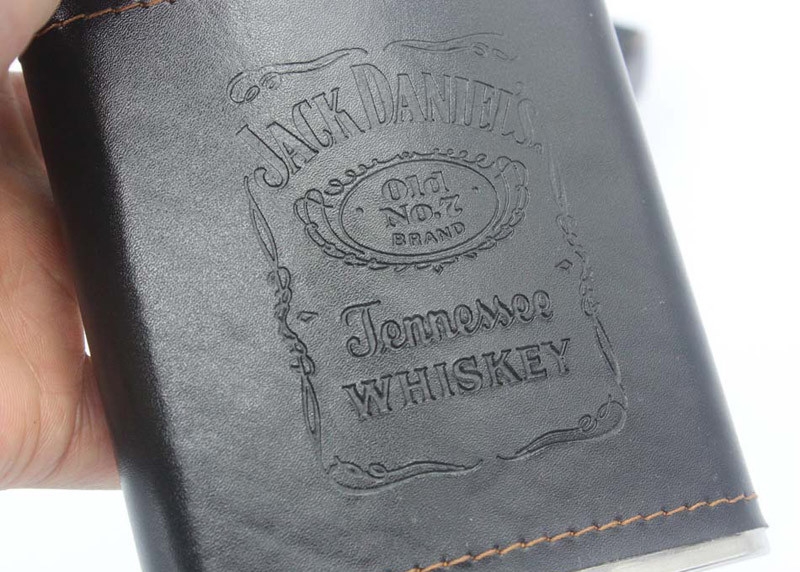 JACK DANIEL'S
Old
No.7
BRAND
Tennessee
WHISKEY